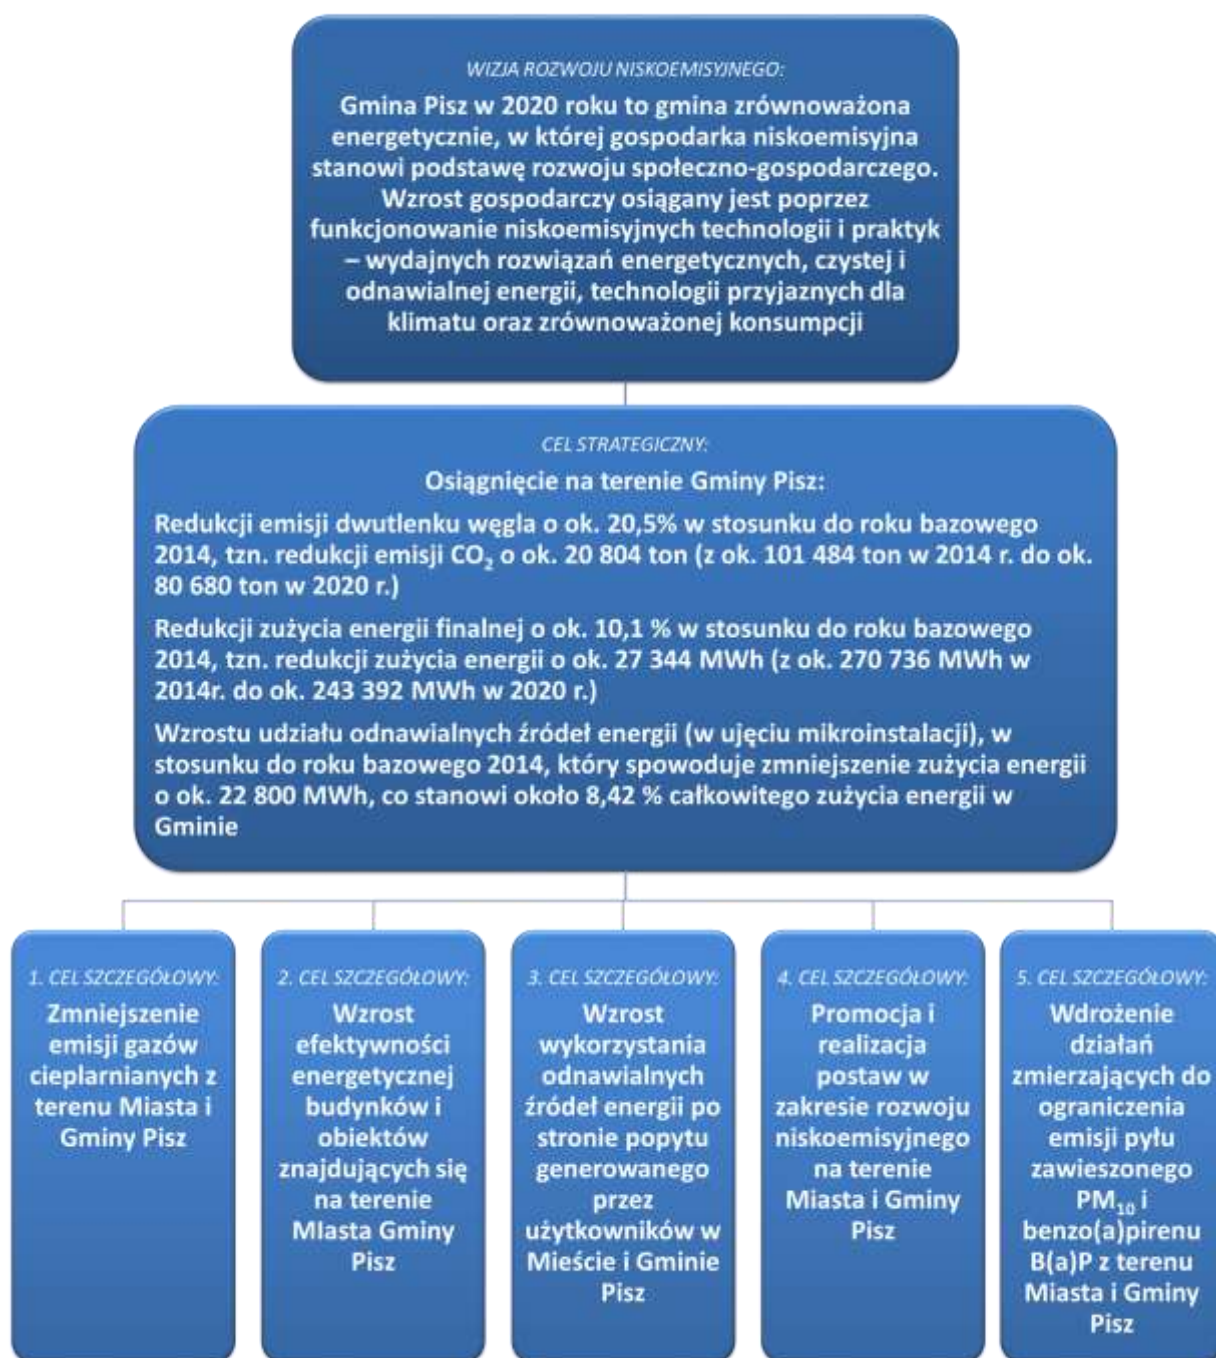 WIZJA ROZWOJU NISKOEMISYJNEGO:
Gmina Pisz w 2020 roku to gmina zrównoważona
energetycznie, w której gospodarka niskoemisyjna
stanowi podstawę rozwoju społeczno-gospodarczego.
Wzrost gospodarczy osiągany jest poprzez
funkcjonowanie niskoemisyjnych technologii i praktyk
– wydajnych rozwiązań energetycznych, czystej i
odnawialnej energii, technologii przyjaznych dla
klimatu oraz zrównoważonej konsumpcji
CEL STRATEGICZNY:
Osiągnięcie na terenie Gminy Pisz:
Redukcji emisji dwutlenku węgla o ok. 20,5% w stosunku do roku bazowego
2014, tzn. redukcji emisji CO₂ o ok. 20 804 ton (z ok. 101 484 ton w 2014 r. do ok.
80 680 ton w 2020 r.)
Redukcji zużycia energii finalnej o ok. 10,1 % w stosunku do roku bazowego
2014, tzn. redukcji zużycia energii o ok. 27 344 MWh (z ok. 270 736 MWh w
2014r. do ok. 243 392 MWh w 2020 r.)
Wzrostu udziału odnawialnych źródeł energii (w ujęciu mikroinstalacji), w
stosunku do roku bazowego 2014, który spowoduje zmniejszenie zużycia energii
o ok. 22 800 MWh, co stanowi około 8,42 % całkowitego zużycia energii w
Gminie
1. CEL SZCZEGÓŁOWY:
Zmniejszenie
emisji gazów
cieplarnianych z
terenu Miasta i
Gminy Pisz
2. CEL SZCZEGÓŁOWY:
Wzrost
efektywności
energetycznej
budynków i
obiektów
znajdujących się
na terenie
MIasta Gminy
Pisz
3. CEL SZCZEGÓŁOWY:
Wzrost
wykorzystania
odnawialnych
źródeł energii po
stronie popytu
generowanego
przez
użytkowników w
Mieście i Gminie
Pisz
4. CEL SZCZEGÓŁOWY:
Promocja i
realizacja
postaw w
zakresie rozwoju
niskoemisyjnego
na terenie
Miasta i Gminy
Pisz
5. CEL SZCZEGÓŁOWY:
Wdrożenie
działań
zmierzających do
ograniczenia
emisji pyłu
zawieszonego
PM₁₀ i
benzo(a)pirenu
B(a)P z terenu
Miasta i Gminy
Pisz